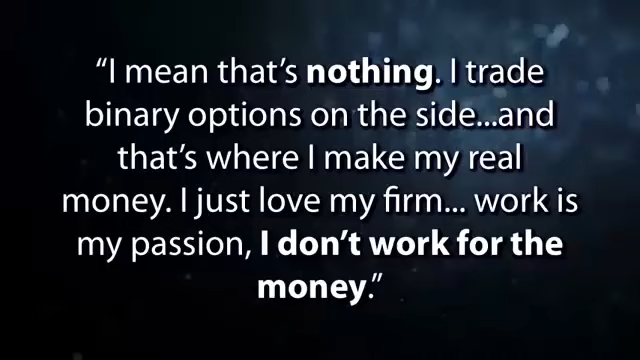 “I mean that’s nothing. I trade
binary options on the side...and
that’s where I make my real
money. I just love my firm... work is
my passion, I don’t work for the
money.”